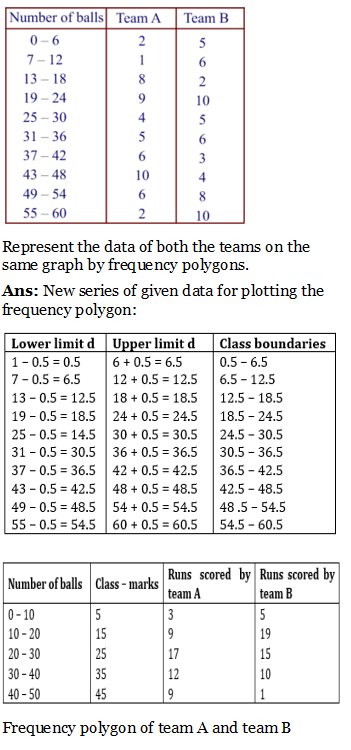 Number of balls Team A Team B
0 – 6 2 5
7 – 12 1 6
13 – 18 8 2
19 – 24 9 10
25 – 30 4 5
31 – 36 5 6
37 – 42 6 3
43 – 48 10 4
49 – 54 6 8
55 – 60 2 10
Represent the data of both the teams on the
same graph by frequency polygons.
Ans: New series of given data for plotting the
frequency polygon:
Lower limit d Upper limit d Class boundaries
1 – 0.5 = 0.5 6 + 0.5 = 6.5 0.5 – 6.5
7 – 0.5 = 6.5 12 + 0.5 = 12.5 6.5 – 12.5
13 – 0.5 = 12.5 18 + 0.5 = 18.5 12.5 – 18.5
19 – 0.5 = 18.5 24 + 0.5 = 24.5 18.5 – 24.5
25 – 0.5 = 14.5 30 + 0.5 = 30.5 24.5 – 30.5
31 – 0.5 = 30.5 36 + 0.5 = 36.5 30.5 – 36.5
37 – 0.5 = 36.5 42 + 0.5 = 42.5 36.5 – 42.5
43 – 0.5 = 42.5 48 + 0.5 = 48.5 42.5 – 48.5
49 – 0.5 = 48.5 54 + 0.5 = 54.5 48 .5 – 54.5
55 – 0.5 = 54.5 60 + 0.5 = 60.5 54.5 – 60.5
Number of balls Class – marks Runs scored by team A Runs scored by team B
0 – 10 5 3 5
10 – 20 15 9 19
20 – 30 25 17 15
30 – 40 35 12 10
40 – 50 45 9 1
Frequency polygon of team A and team B